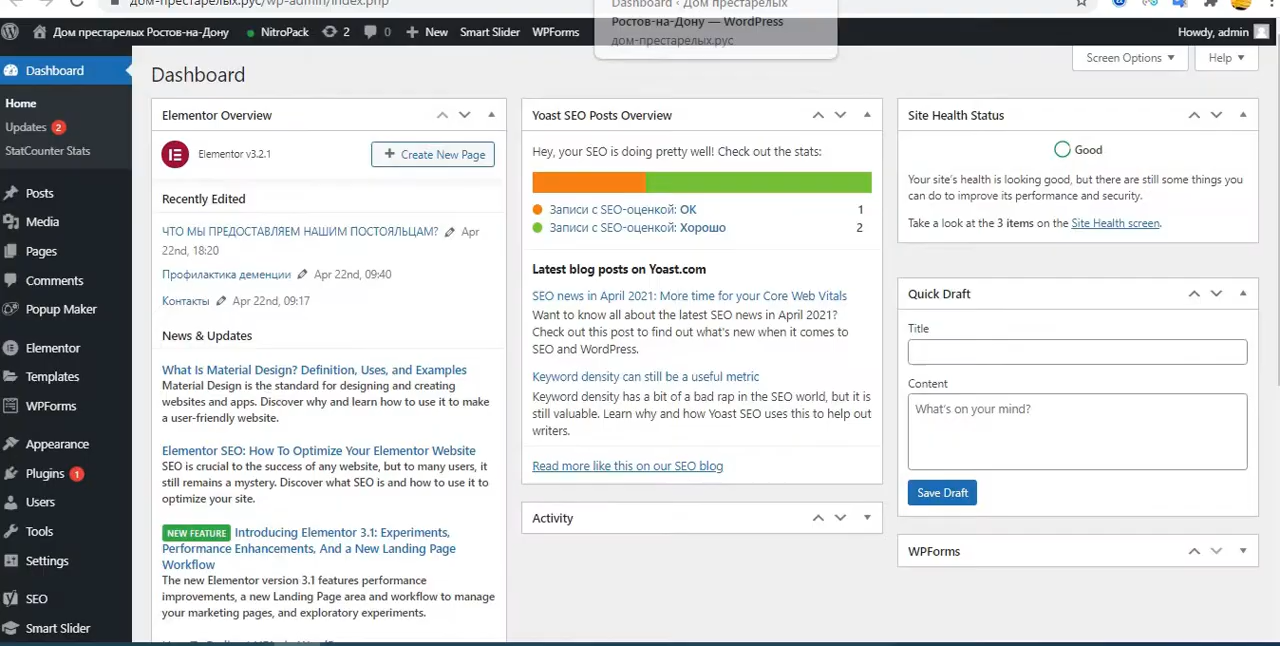 дом-престарелых.рус/wp-admin/index.php
Dashboard ‹ Дом престарелых
Ростов-на-Дону — WordPress
дом-престарелых.рус
Дом престарелых Ростов-на-Дону
NitroPack
2
0
New
Smart Slider
WPForms
Howdy, admin
Screen Options ▼
Help ▼
Dashboard
Home
Updates 2
StatCounter Stats
Posts
Media
Pages
Comments
Popup Maker
Elementor
Templates
WPForms
Appearance
Plugins 1
Users
Tools
Settings
SEO
Smart Slider
Dashboard
Elementor Overview
Elementor v3.2.1
Create New Page
Recently Edited
ЧТО МЫ ПРЕДОСТАВЛЯЕМ НАШИМ ПОСТОЯЛЬЦАМ? Apr
22nd, 18:20
Профилактика деменции Apr 22nd, 09:40
Контакты Apr 22nd, 09:17
News & Updates
What Is Material Design? Definition, Uses, and Examples
Material Design is the standard for designing and creating
websites and apps. Discover why and learn how to use it to make
a user-friendly website.
Elementor SEO: How To Optimize Your Elementor Website
SEO is crucial to the success of any website, but to many users, it
still remains a mystery. Discover what SEO is and how to use it to
optimize your site.
NEW FEATURE Introducing Elementor 3.1: Experiments,
Performance Enhancements, And a New Landing Page
Workflow
The new Elementor version 3.1 features performance
improvements, a new Landing Page area and workflow to manage
your marketing pages, and exploratory experiments.
Yoast SEO Posts Overview
Hey, your SEO is doing pretty well! Check out the stats:
Записи с SEO-оценкой: OK 1
Записи с SEO-оценкой: Хорошо 2
Latest blog posts on Yoast.com
SEO news in April 2021: More time for your Core Web Vitals
Want to know all about the latest SEO news in April 2021?
Check out this post to find out what's new when it comes to
SEO and WordPress.
Keyword density can still be a useful metric
Keyword density has a bit of a bad rap in the SEO world, but it is
still valuable. Learn why and how Yoast SEO uses this to help out
writers.
Read more like this on our SEO blog
Activity
Site Health Status
Good
Your site's health is looking good, but there are still some things you
can do to improve its performance and security.
Take a look at the 3 items on the Site Health screen.
Quick Draft
Title
Content
What's on your mind?
Save Draft
WPForms